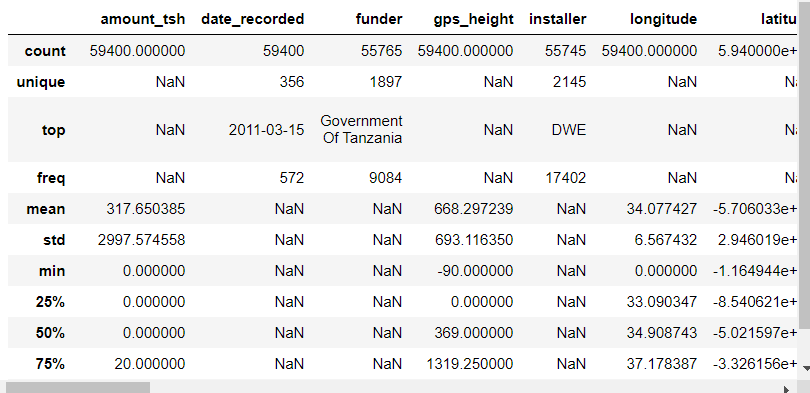 amount_tsh date_recorded funder gps_height installer longitude latitu
count 59400.000000 59400 55765 59400.000000 55745 59400.000000 5.940000e+
unique NaN 356 1897 NaN 2145 NaN Na
top NaN 2011-03-15 Government Of Tanzania NaN DWE NaN Na
freq NaN 572 9084 NaN 17402 NaN Na
mean 317.650385 NaN NaN 668.297239 NaN 34.077427 -5.706033e+
std 2997.574558 NaN NaN 693.116350 NaN 6.567432 2.946019e+
min 0.000000 NaN NaN -90.000000 NaN 0.000000 -1.164944e+
25% 0.000000 NaN NaN 0.000000 NaN 33.090347 -8.540621e+
50% 0.000000 NaN NaN 369.000000 NaN 34.908743 -5.021597e+
75% 20.000000 NaN NaN 1319.250000 NaN 37.178387 -3.326156e+